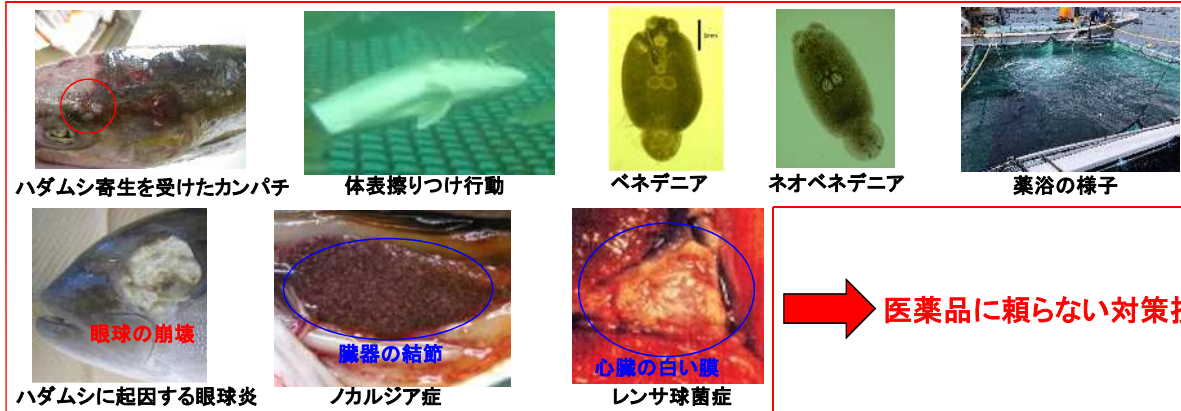 3mm
ハダムシ寄生を受けたカンパチ
体表擦りつけ行動
ベネデニア
ネオベネデニア
薬浴の様子
眼球の崩壊
臓器の結節
心臓の白い膜
医薬品に頼らない対策技
ハダムシに起因する眼球炎
ノカルジア症
レンサ球菌症